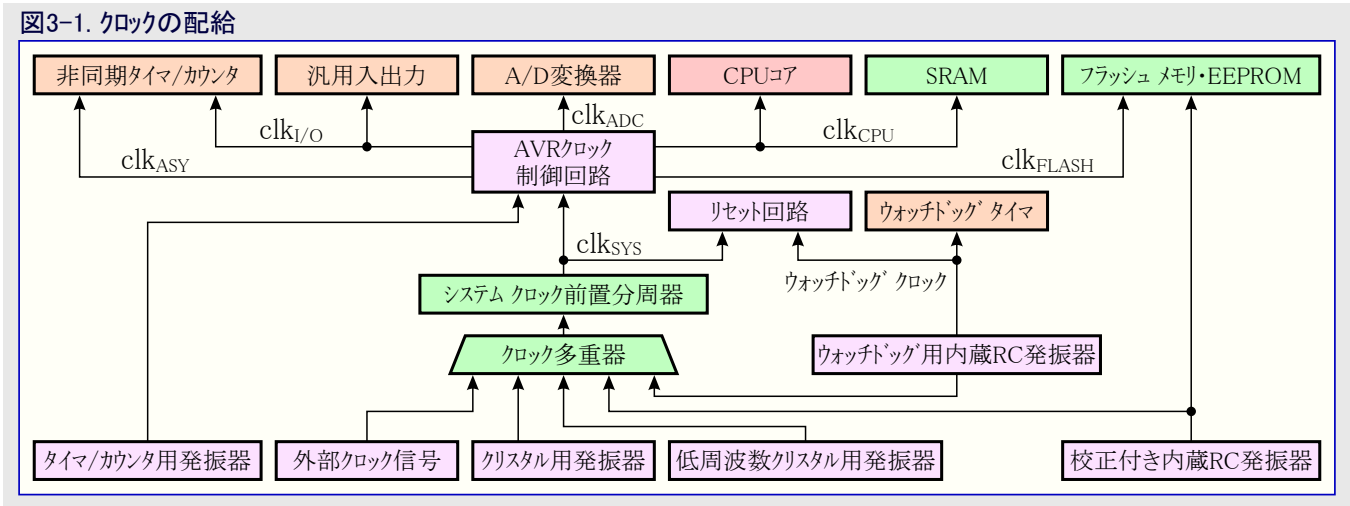 図3-1. クロックの配給
非同期タイマ/カウンタ
汎用入出力
A/D変換器
CPUコア
SRAM
フラッシュ メモリ・EEPROM
clkI/O
clkADC
clkCPU
clkASY
AVRクロック
制御回路
clkFLASH
リセット回路
ウォッチドッグ タイマ
clkSYS
ウォッチドッグ クロック
システム クロック前置分周器
クロック多重器
ウォッチドッグ用内蔵RC発振器
タイマ/カウンタ用発振器
外部クロック信号
クリスタル用発振器
低周波数クリスタル用発振器
校正付き内蔵RC発振器